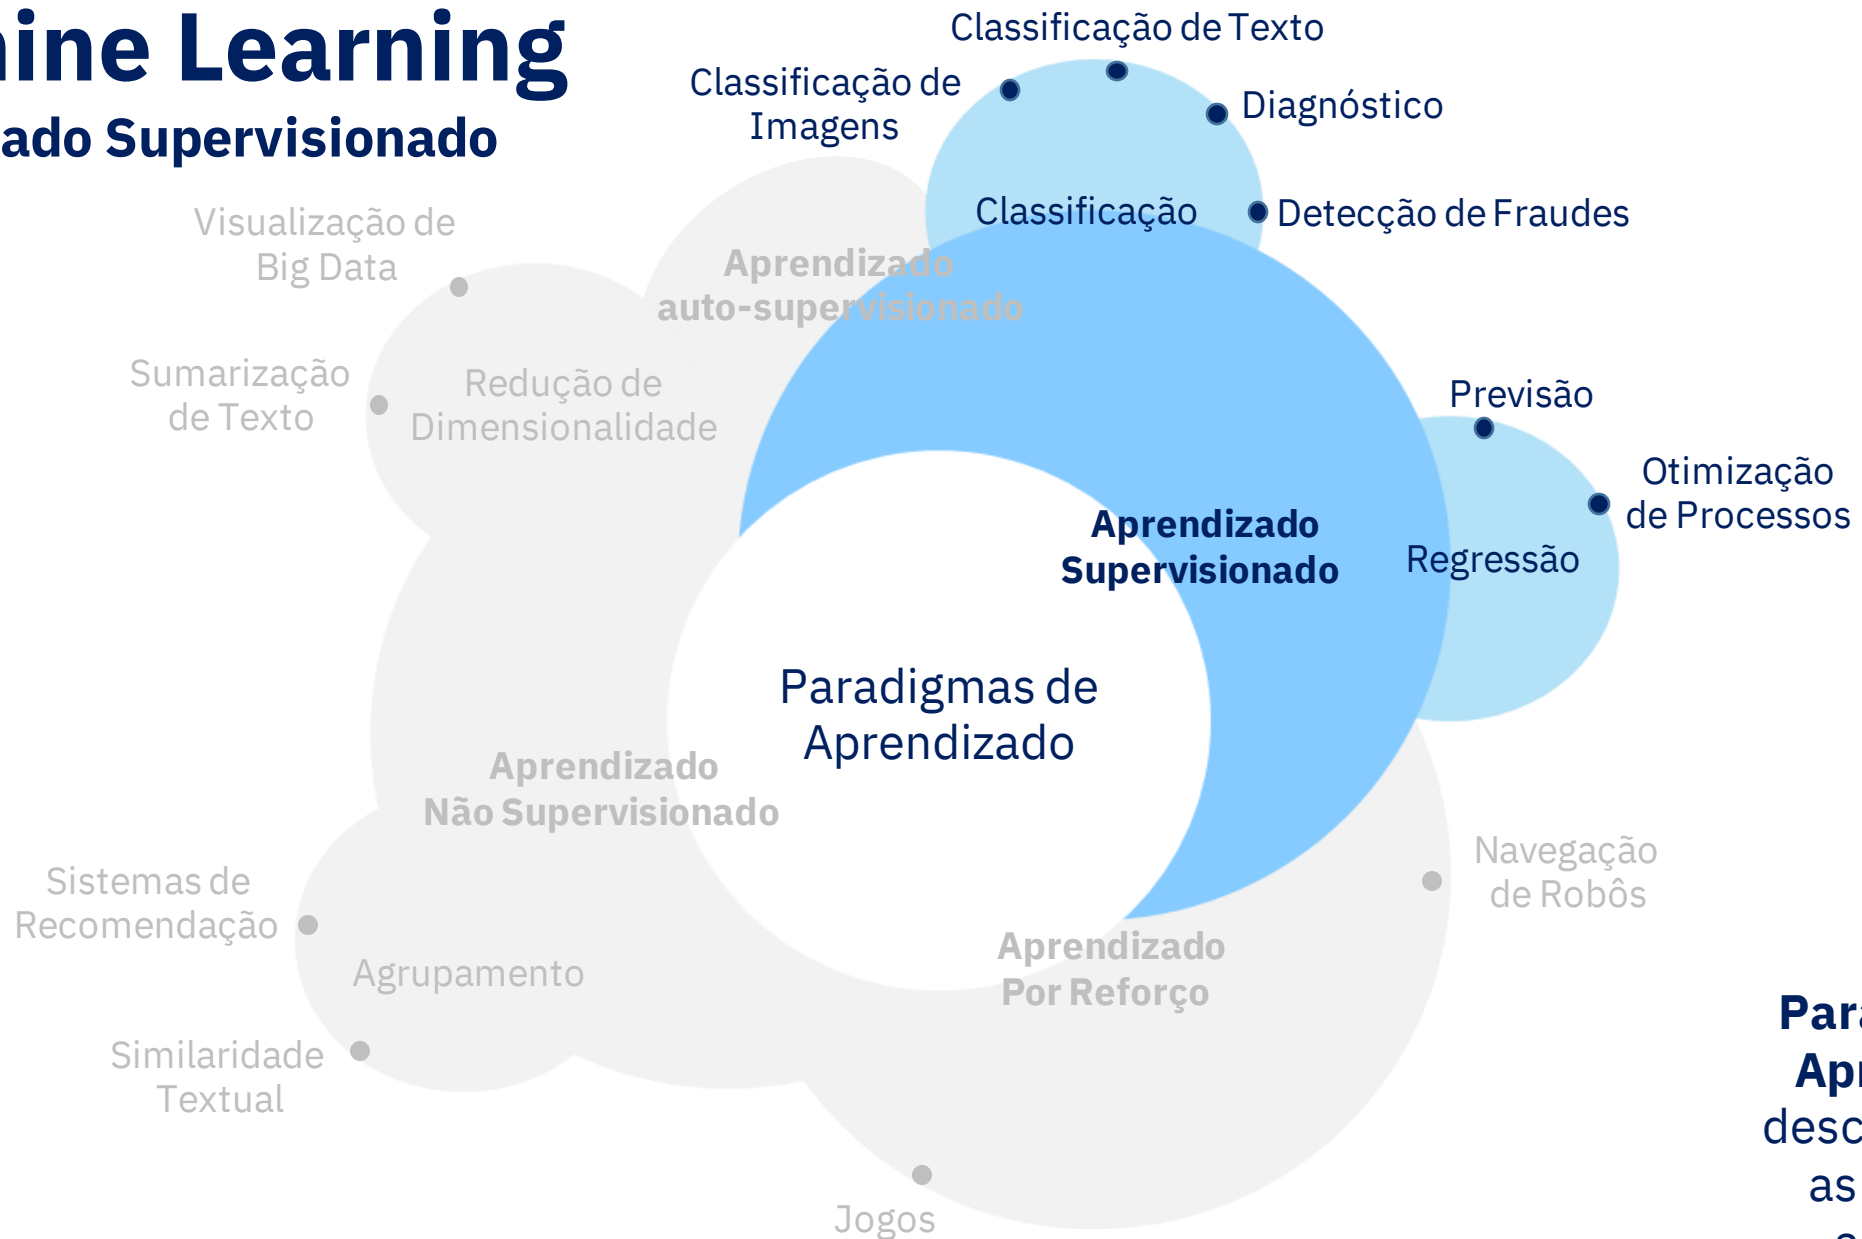 Learning
Supervisionado
Classificação de Texto
Classificação de
Imagens
Diagnóstico
Classificação
Detecção de Fraudes
Visualização de
Big Data
Aprendizado
auto-supervisionado
Sumarização
de Texto
Redução de
Dimensionalidade
Previsão
Otimização
de Processos
Regressão
Aprendizado
Supervisionado
Paradigmas de
Aprendizado
Aprendizado
Não Supervisionado
Sistemas de
Recomendação
Agrupamento
Similaridade
Textual
Aprendizado
Por Reforço
Navegação
de Robôs
Jogos
as